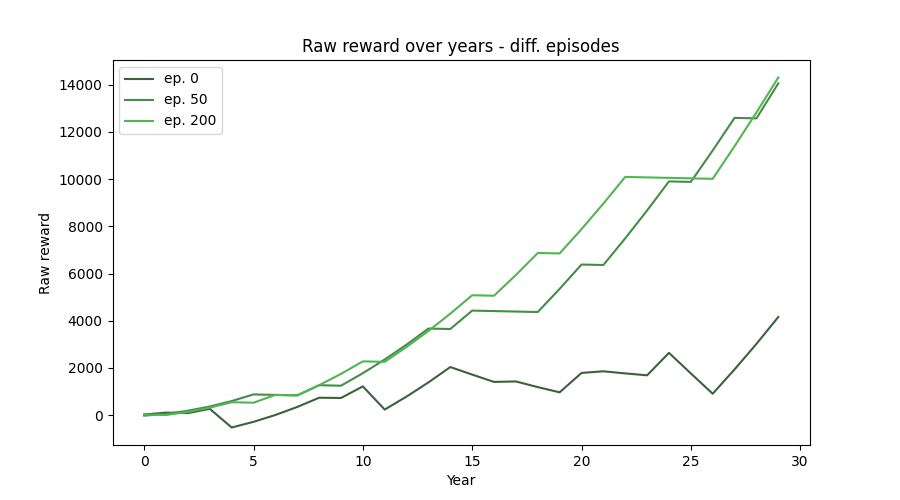 Raw reward over years - diff. episodes
ep. 0
ep. 50
ep. 200
14000
12000
10000
8000
6000
4000
2000
0
Raw reward
0 5 10 15 20 25 30
Year